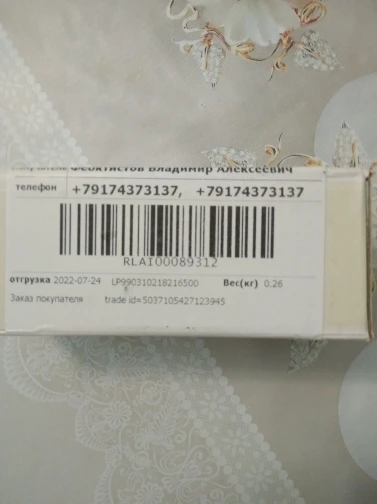 Феоктистов Владимир Алексеевич
телефон +79174373137, +79174373137
RLAI00089312
отгрузка 2022-07-24 LP990310218216500 Вес(кг) 0.26
Заказ покупателя trade id=5037105427123945